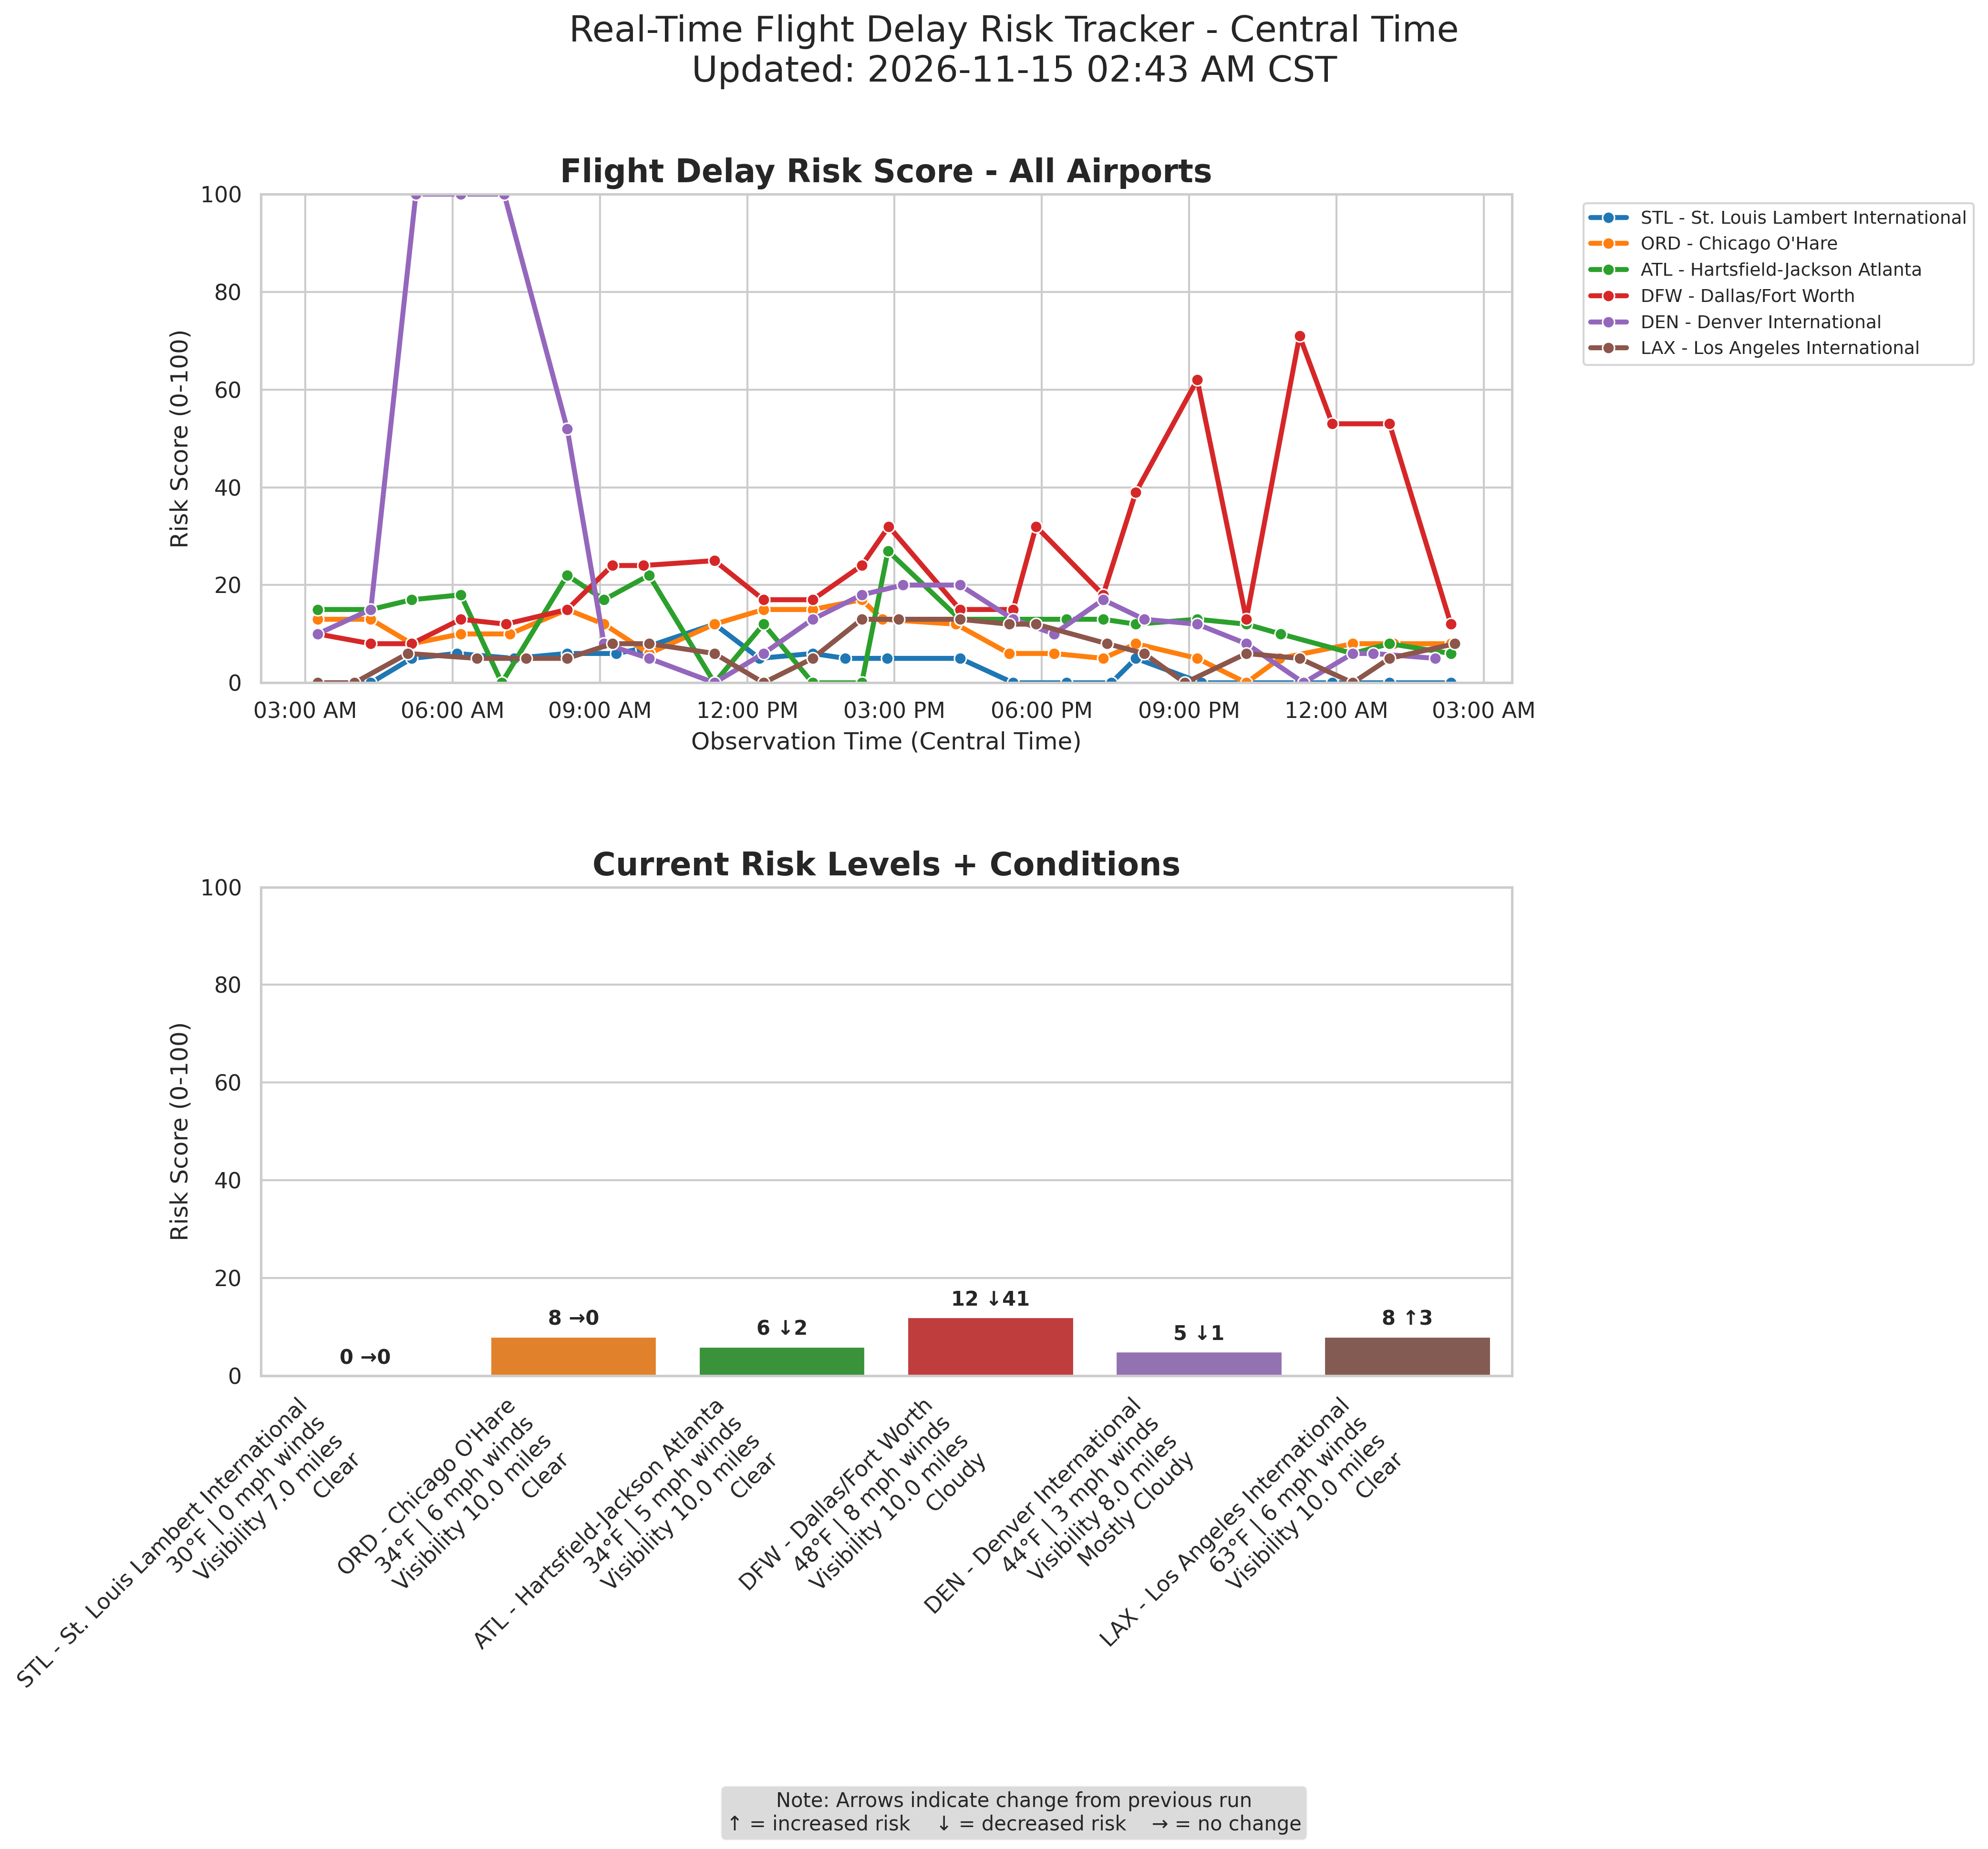 Real-Time Flight Delay Risk Tracker - Central Time
Updated: 2026-11-15 02:43 AM CST
Flight Delay Risk Score - All Airports
Risk Score (0-100)
100
80
60
40
20
0
03:00 AM
06:00 AM
09:00 AM
12:00 PM
03:00 PM
06:00 PM
09:00 PM
12:00 AM
03:00 AM
Observation Time (Central Time)
STL - St. Louis Lambert International
ORD - Chicago O'Hare
ATL - Hartsfield-Jackson Atlanta
DFW - Dallas/Fort Worth
DEN - Denver International
LAX - Los Angeles International
Current Risk Levels + Conditions
Risk Score (0-100)
100
80
60
40
20
0
0 →0
8 →0
6 ↓2
12 ↓41
5 ↓1
8 ↑3
STL - St. Louis Lambert International
30°F | 0 mph winds
Visibility 7.0 miles
Clear
ORD - Chicago O'Hare
34°F | 6 mph winds
Visibility 10.0 miles
Clear
ATL - Hartsfield-Jackson Atlanta
34°F | 5 mph winds
Visibility 10.0 miles
Clear
DFW - Dallas/Fort Worth
48°F | 8 mph winds
Visibility 10.0 miles
Cloudy
DEN - Denver International
44°F | 3 mph winds
Visibility 8.0 miles
Mostly Cloudy
LAX - Los Angeles International
63°F | 6 mph winds
Visibility 10.0 miles
Clear
Note: Arrows indicate change from previous run
↑ = increased risk ↓ = decreased risk → = no change